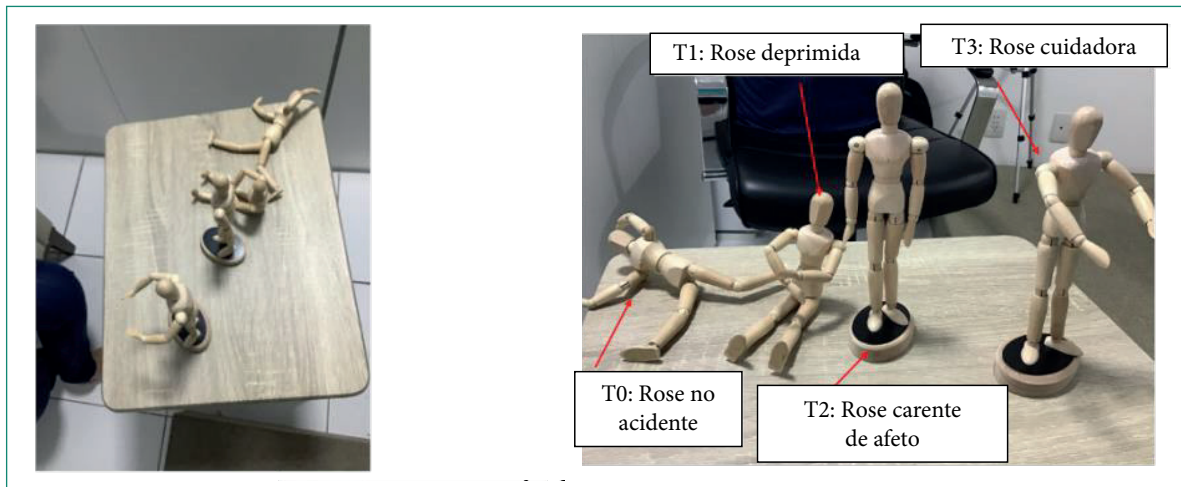 T1: Rose deprimida
T3: Rose cuidadora
T0: Rose no
acidente
T2: Rose carente
de afeto